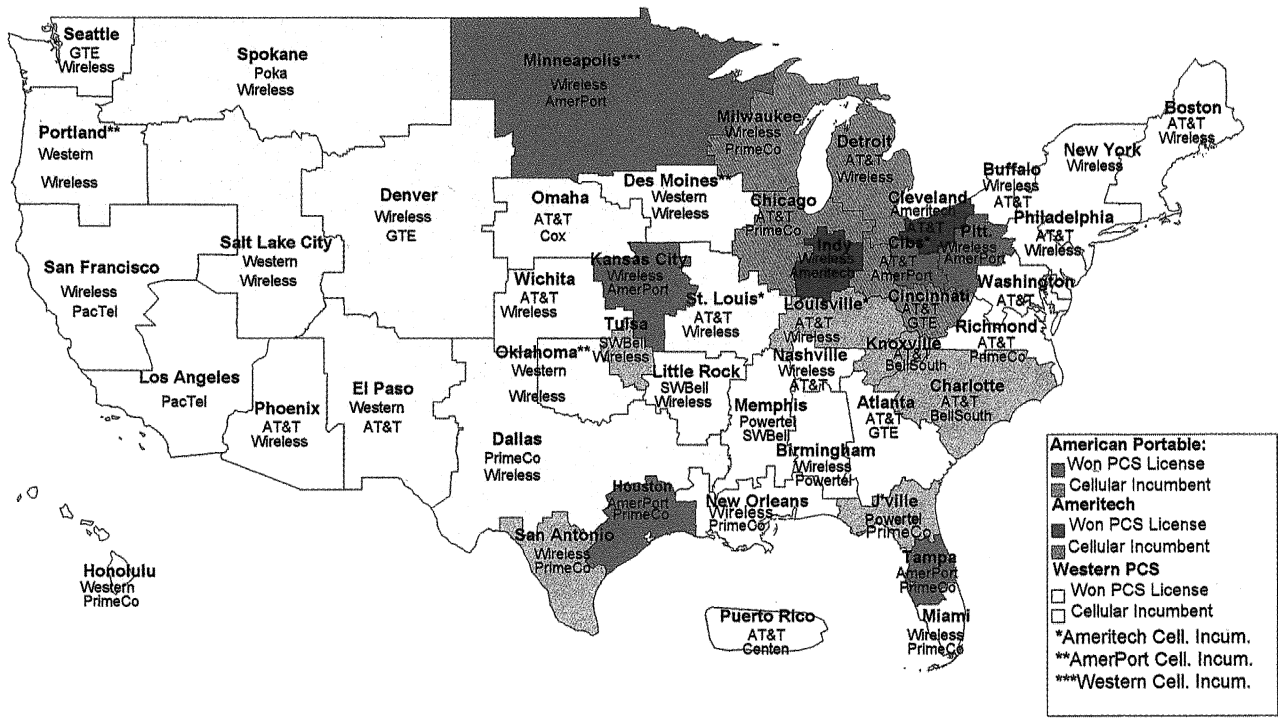 Seattle
GTE
Wireless
Spokane
Poka
Wireless
Minneapolis***
Wireless
AmerPort
Portland**
Western
Wireless
Milwaukee
Wireless
PrimeCo
Detroit
AT&T
Wireless
Boston
AT&T
Wireless
New York
Wireless
Buffalo
Wireless
AT&T
Denver
Wireless
GTE
Omaha
AT&T
Cox
Des Moines**
Western
Wireless
Chicago
AT&T
PrimeCo
Cleveland
Ameritech
AT&T
Philadelphia
AT&T
Wireless
Salt Lake City
Western
Wireless
San Francisco
Wireless
PacTel
Indy
Wireless
Ameritech
Clbs*
AT&T
AmerPort
Pitt.
Wireless
AmerPort
Kansas City
Wireless
AmerPort
Wichita
AT&T
Wireless
St. Louis*
AT&T
Wireless
Louisville*
AT&T
Wireless
Cincinnati
AT&T
GTE
Washington
AT&T
Richmond
AT&T
PrimeCo
Tulsa
SWBell
Wireless
Oklahoma**
Western
Wireless
Nashville
Wireless
AT&T
Knoxville
AT&T
BellSouth
Charlotte
AT&T
BellSouth
Los Angeles
PacTel
Phoenix
AT&T
Wireless
El Paso
Western
AT&T
Little Rock
SWBell
Wireless
Memphis
Powertel
SWBell
Atlanta
AT&T
GTE
Dallas
PrimeCo
Wireless
Birmingham
Wireless
Powertel
Houston
AmerPort
PrimeCo
New Orleans
Wireless
PrimeCo
J'ville
Powertel
PrimeCo
San Antonio
Wireless
PrimeCo
Tampa
AmerPort
PrimeCo
Honolulu
Western
PrimeCo
Puerto Rico
AT&T
Centen
Miami
Wireless
PrimeCo
American Portable:
Won PCS License
Cellular Incumbent
Ameritech
Won PCS License
Cellular Incumbent
Western PCS
Won PCS License
Cellular Incumbent
*Ameritech Cell. Incum.
**AmerPort Cell. Incum.
***Western Cell. Incum.